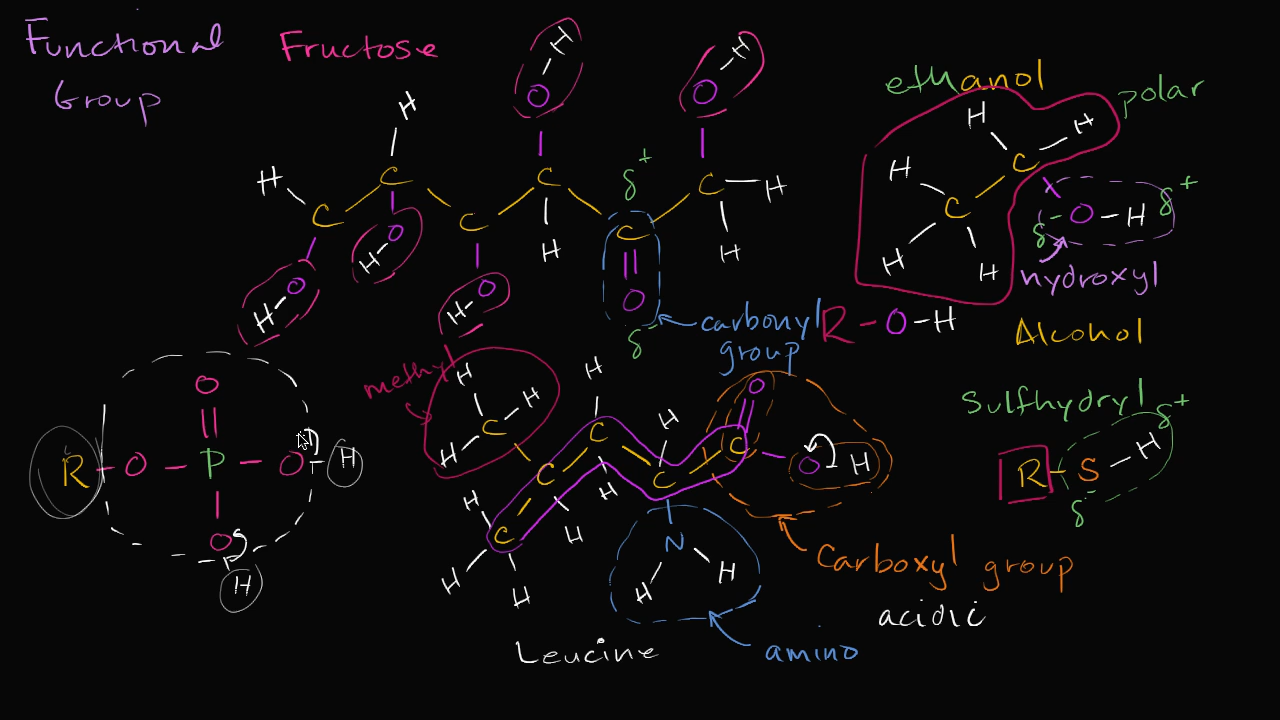 Functional
Group
Fructose
H
H
O
H
O
H
C
C
C
C
C
C
H
H
H
H
δ+
O
H
O
H
O
H
O
δ-
carbonyl
group
ethanol
polar
H
H
H
C
C
H
H
δ-
O-H
δ+
hydroxyl
R-O-H
Alcohol
R-O-P-O-H
O
O
H
methyl
H
H
H
C
H
C
C
C
C
C
H
H
H
H
H
H
H
O
O
H
N
H
H
Carboxyl group
acidic
amino
Leucine
Sulfhydryl
R-S-H
δ+
δ-